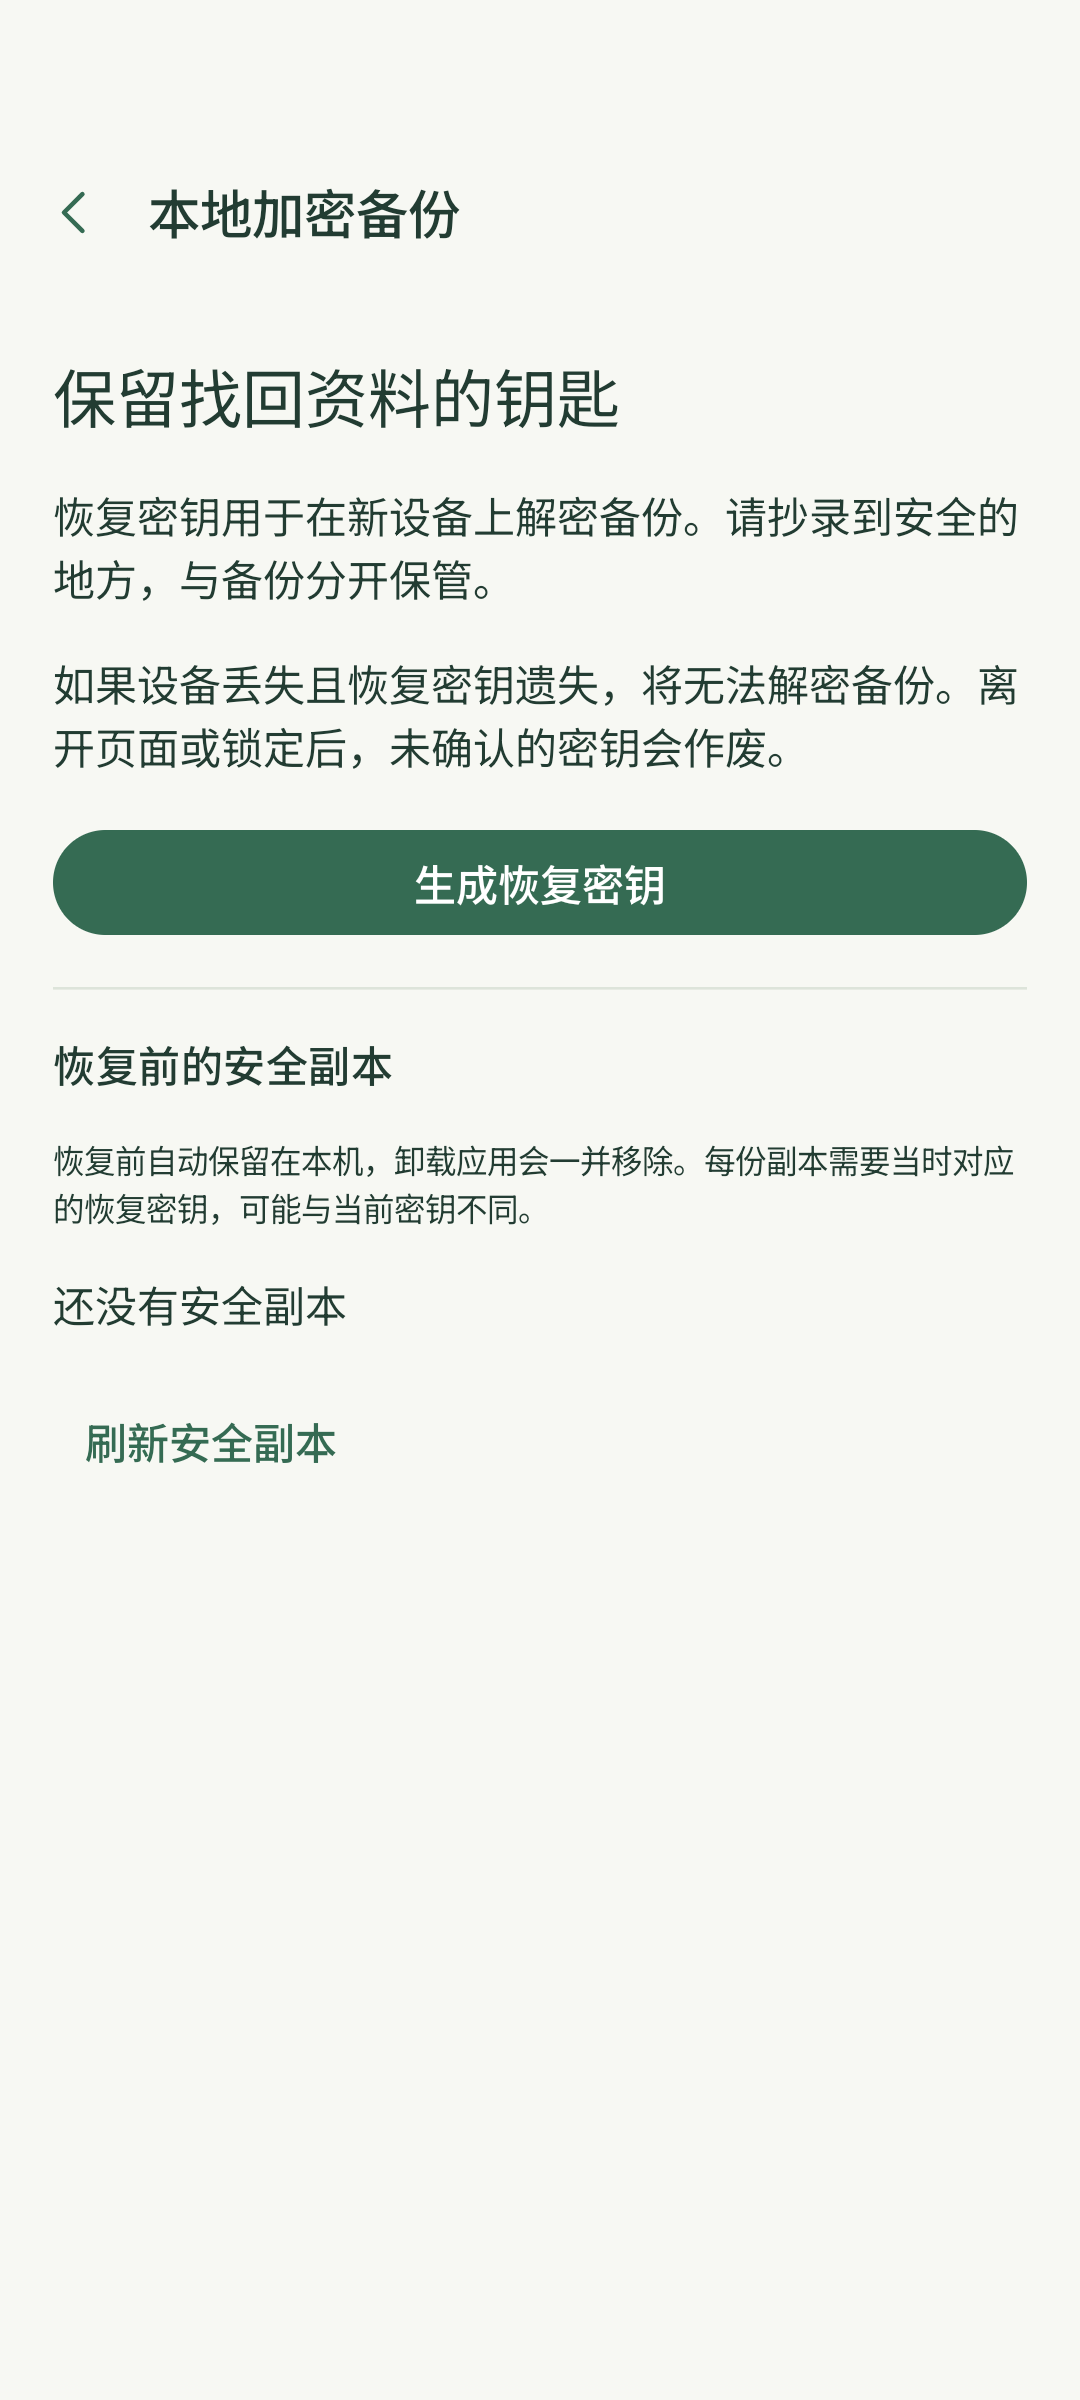 本地加密备份
保留找回资料的钥匙
恢复密钥用于在新设备上解密备份。请抄录到安全的
地方，与备份分开保管。
如果设备丢失且恢复密钥遗失，将无法解密备份。离
开页面或锁定后，未确认的密钥会作废。
生成恢复密钥
恢复前的安全副本
恢复前自动保留在本机，卸载应用会一并移除。每份副本需要当时对应
的恢复密钥，可能与当前密钥不同。
还没有安全副本
刷新安全副本